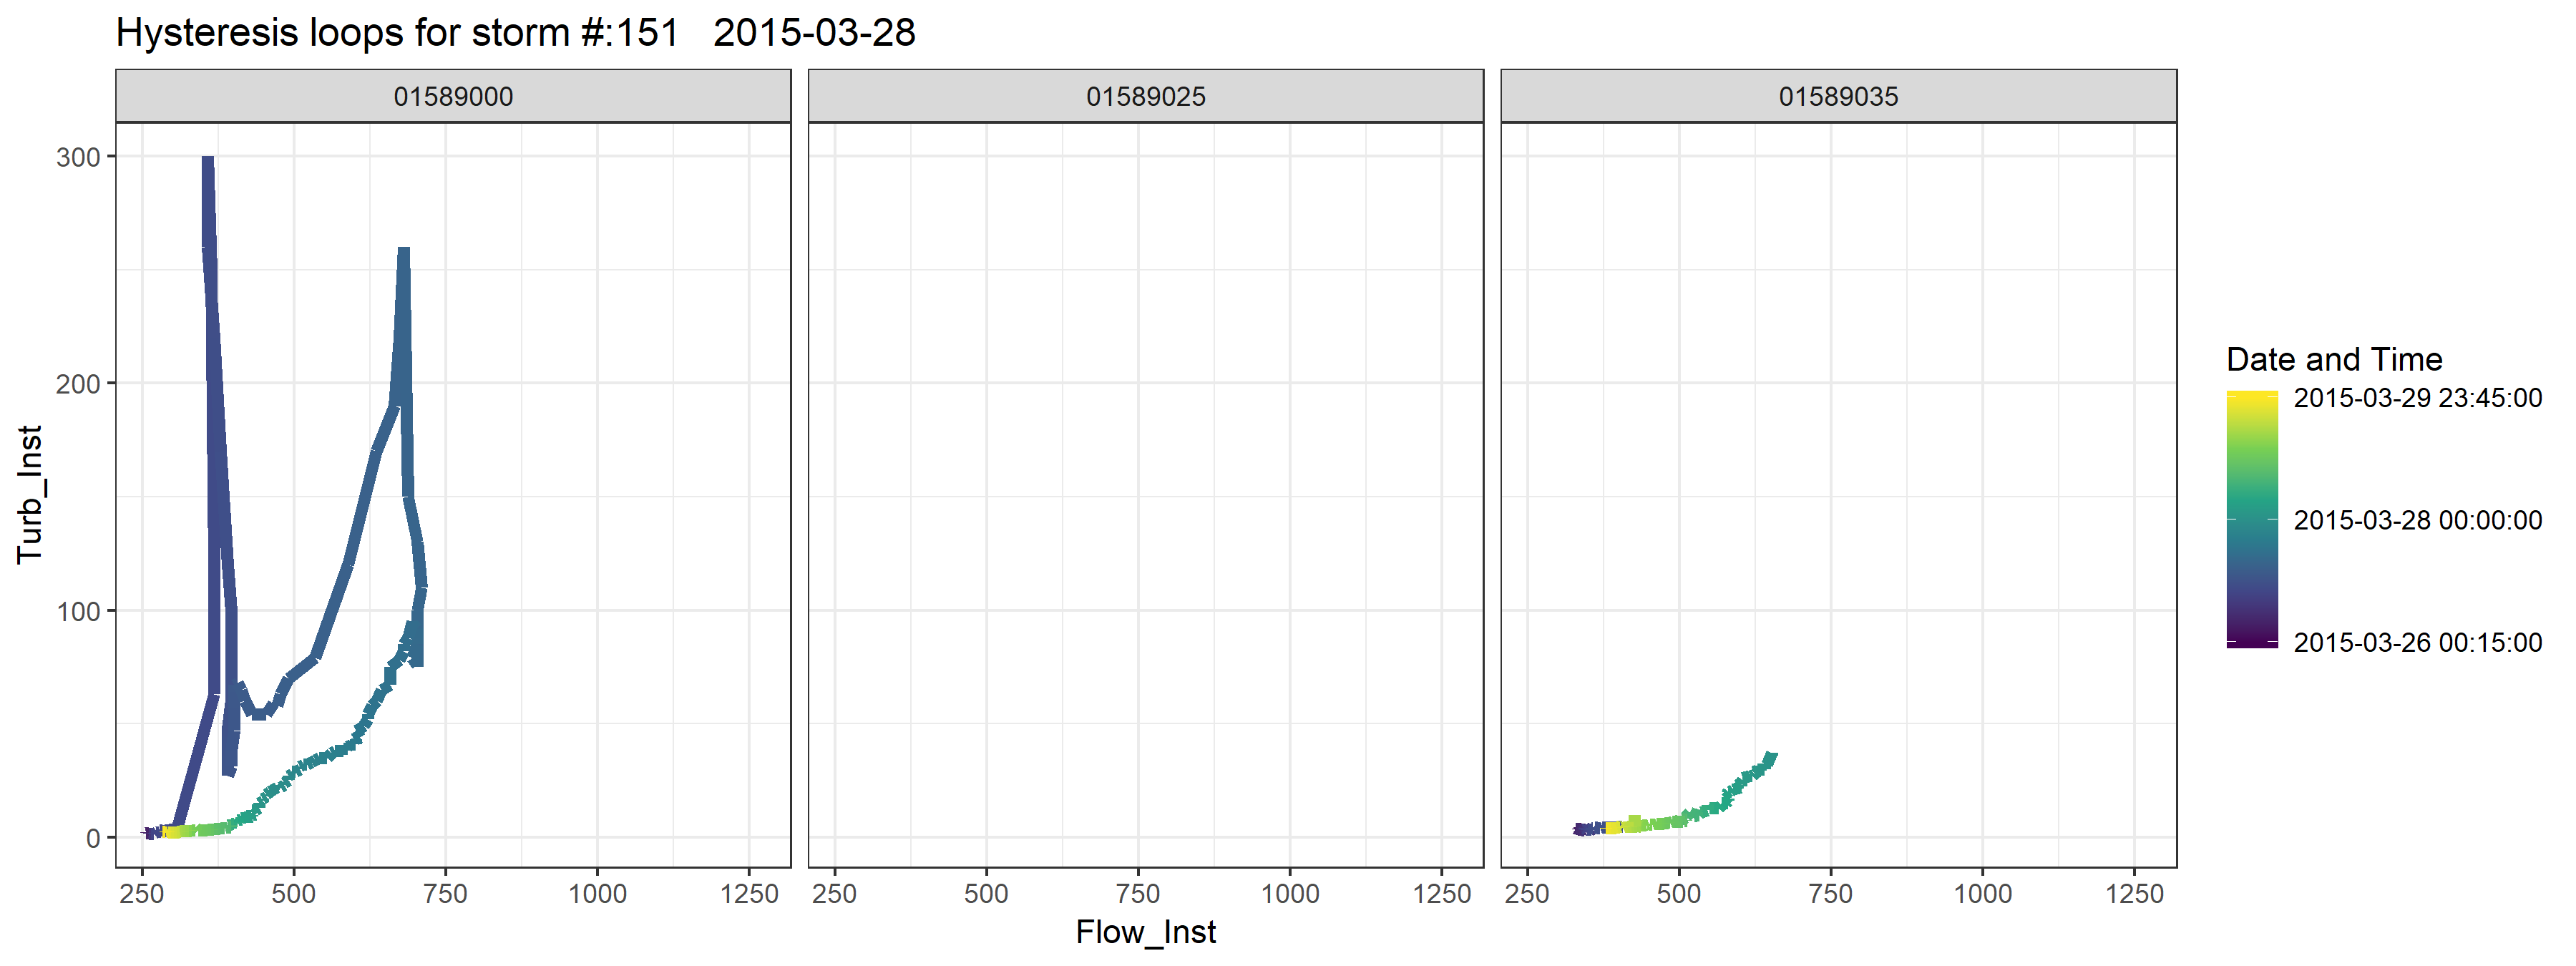 Hysteresis loops for storm #:151   2015-03-28
01589000 01589025 01589035
300
200
100
0
Turb_Inst
250 500 750 1000 1250 250 500 750 1000 1250 250 500 750 1000 1250
Flow_Inst
Date and Time
2015-03-29 23:45:00
2015-03-28 00:00:00
2015-03-26 00:15:00